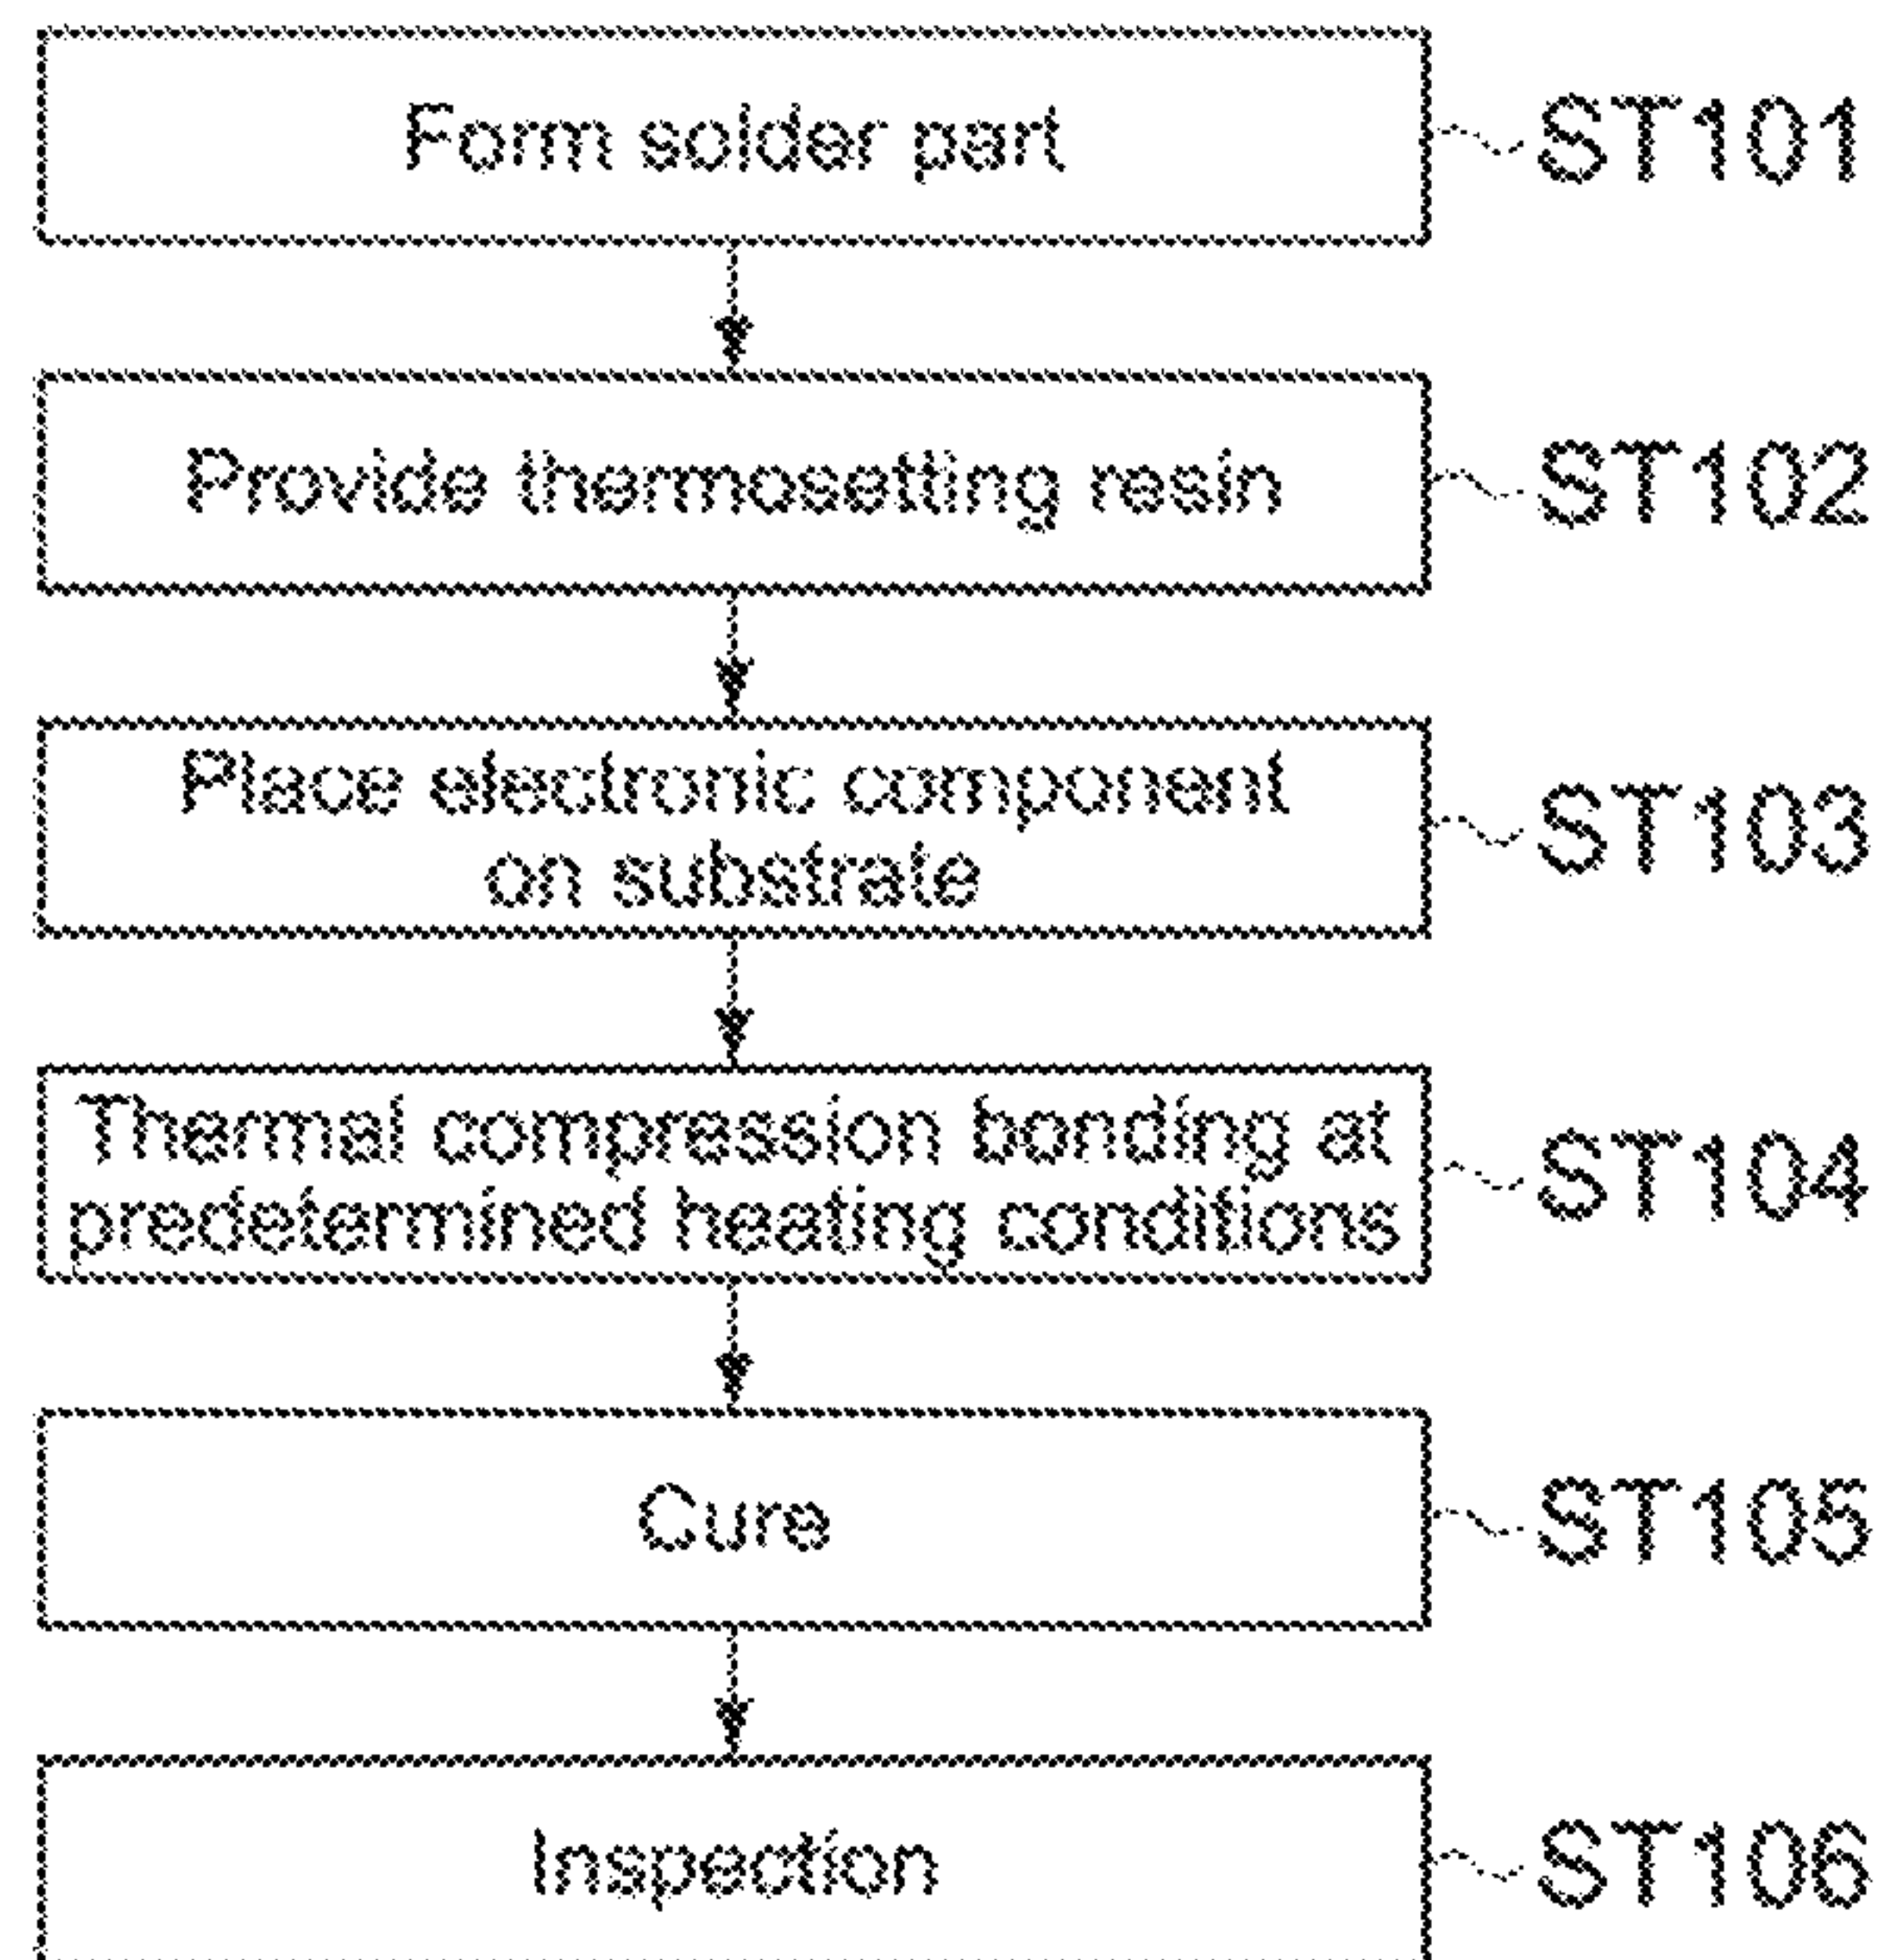 Form solder part
ST101
Provide thermosetting resin
ST102
Place electronic component
on substrate
ST103
Thermal compression bonding at
predetermined heating conditions
ST104
Cure
ST105
Inspection
ST106